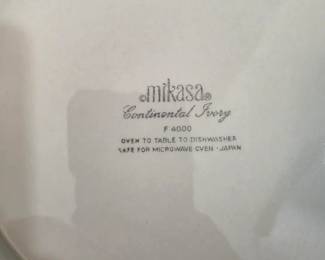 ©mikasa®
Continental Ivory
F 4000
OVEN TO TABLE TO DISHWASHER
SAFE FOR MICROWAVE OVEN - JAPAN